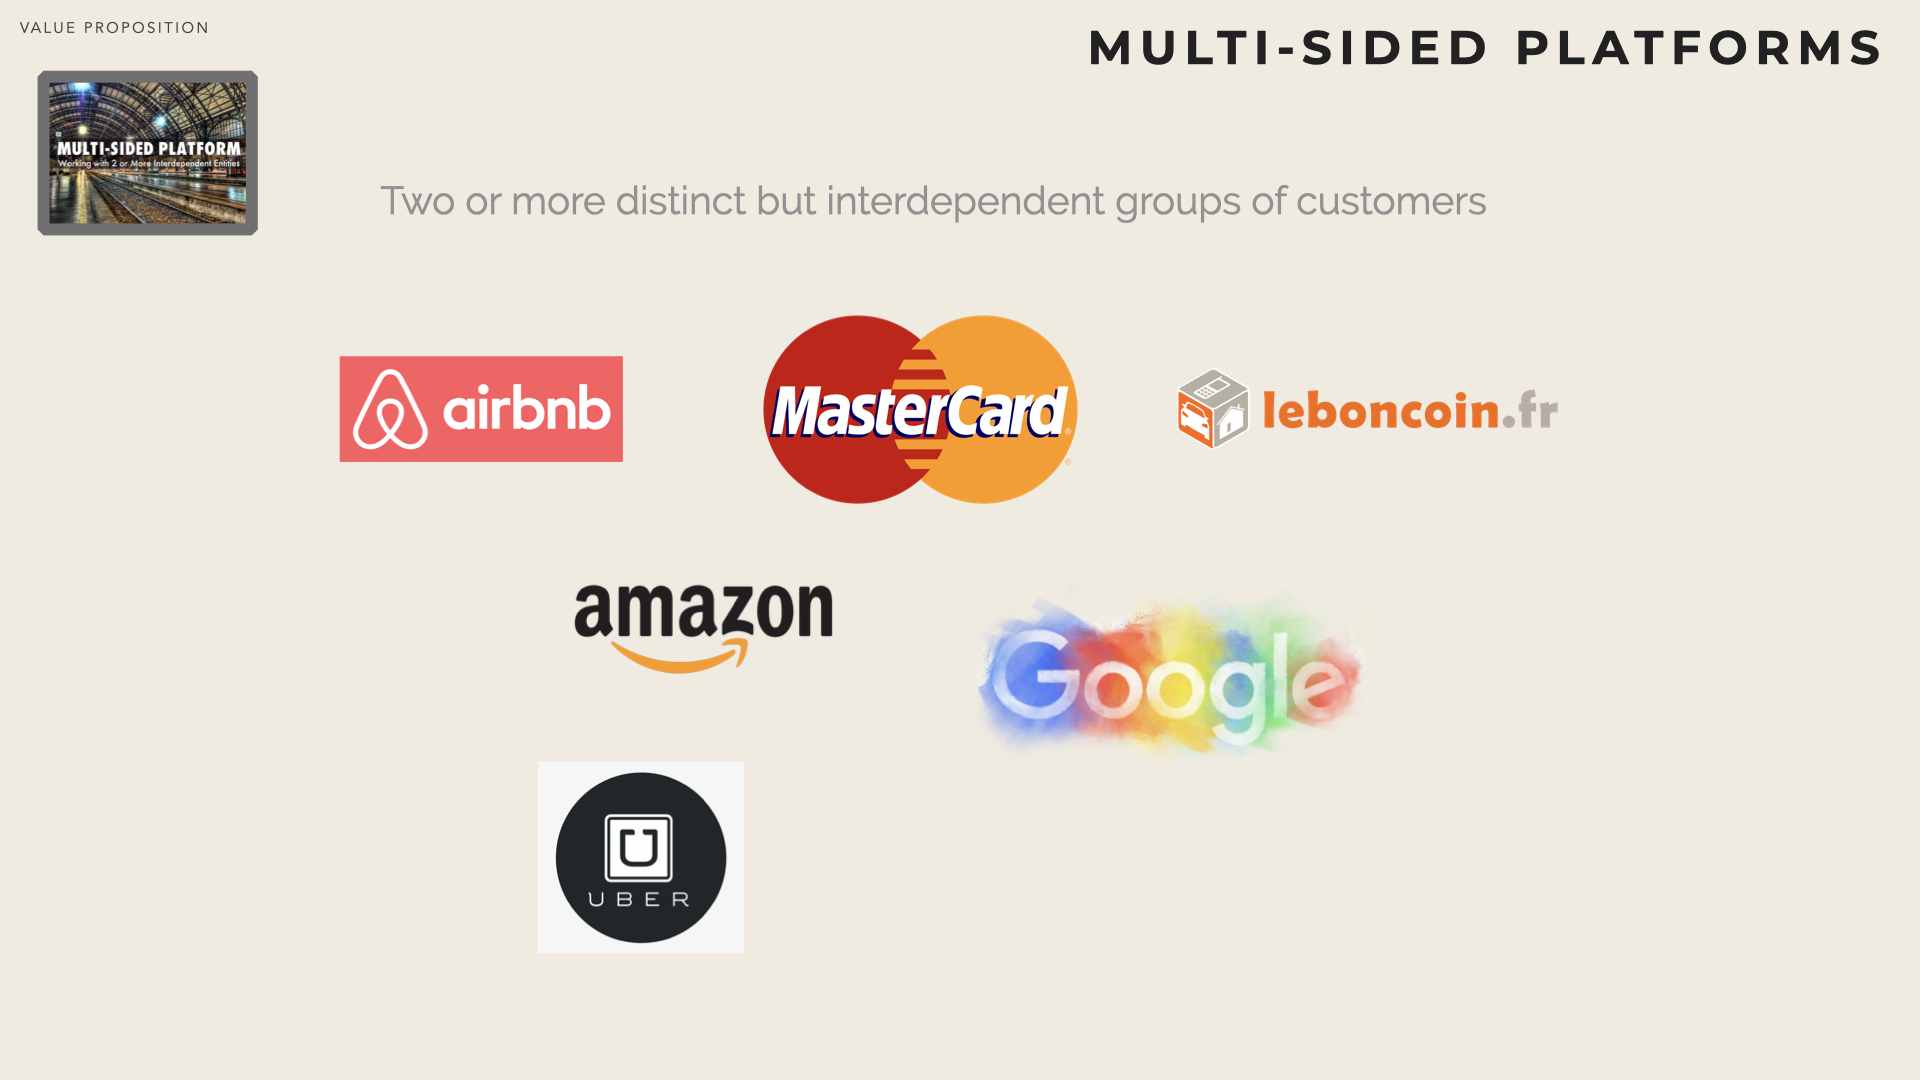 VALUE PROPOSITION
MULTI-SIDED PLATFORMS
MULTI-SIDED PLATFORM
Working with 2 or More Interdependent Entities
Two or more distinct but interdependent groups of customers
airbnb
MasterCard
leboncoin.fr
amazon
Google
UBER